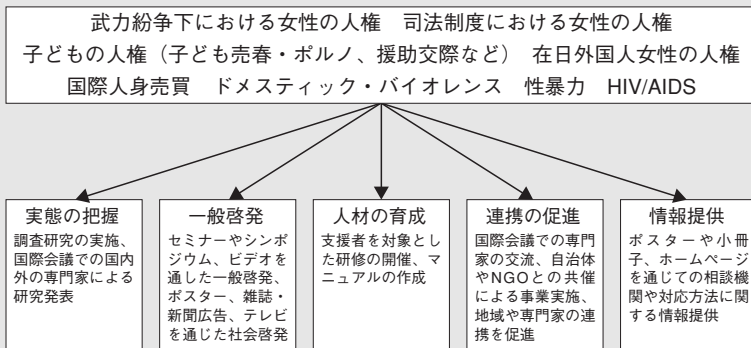 武力紛争下における女性の人権　司法制度における女性の人権
子どもの人権（子ども売春・ポルノ、援助交際など）　在日外国人女性の人権
国際人身売買　ドメスティック・バイオレンス　性暴力　HIV/AIDS
実態の把握
調査研究の実施、
国際会議での国内
外の専門家による
研究発表
一般啓発
セミナーやシンポ
ジウム、ビデオを
通した一般啓発、
ポスター、雑誌・
新聞広告、テレビ
を通じた社会啓発
人材の育成
支援者を対象とし
た研修の開催、マ
ニュアルの作成
連携の促進
国際会議での専門
家の交流、自治体
やNGOとの共催
による事業実施、
地域や専門家の連
携を促進
情報提供
ポスターや小冊
子、ホームページ
を通じての相談機
関や対応方法に関
する情報提供